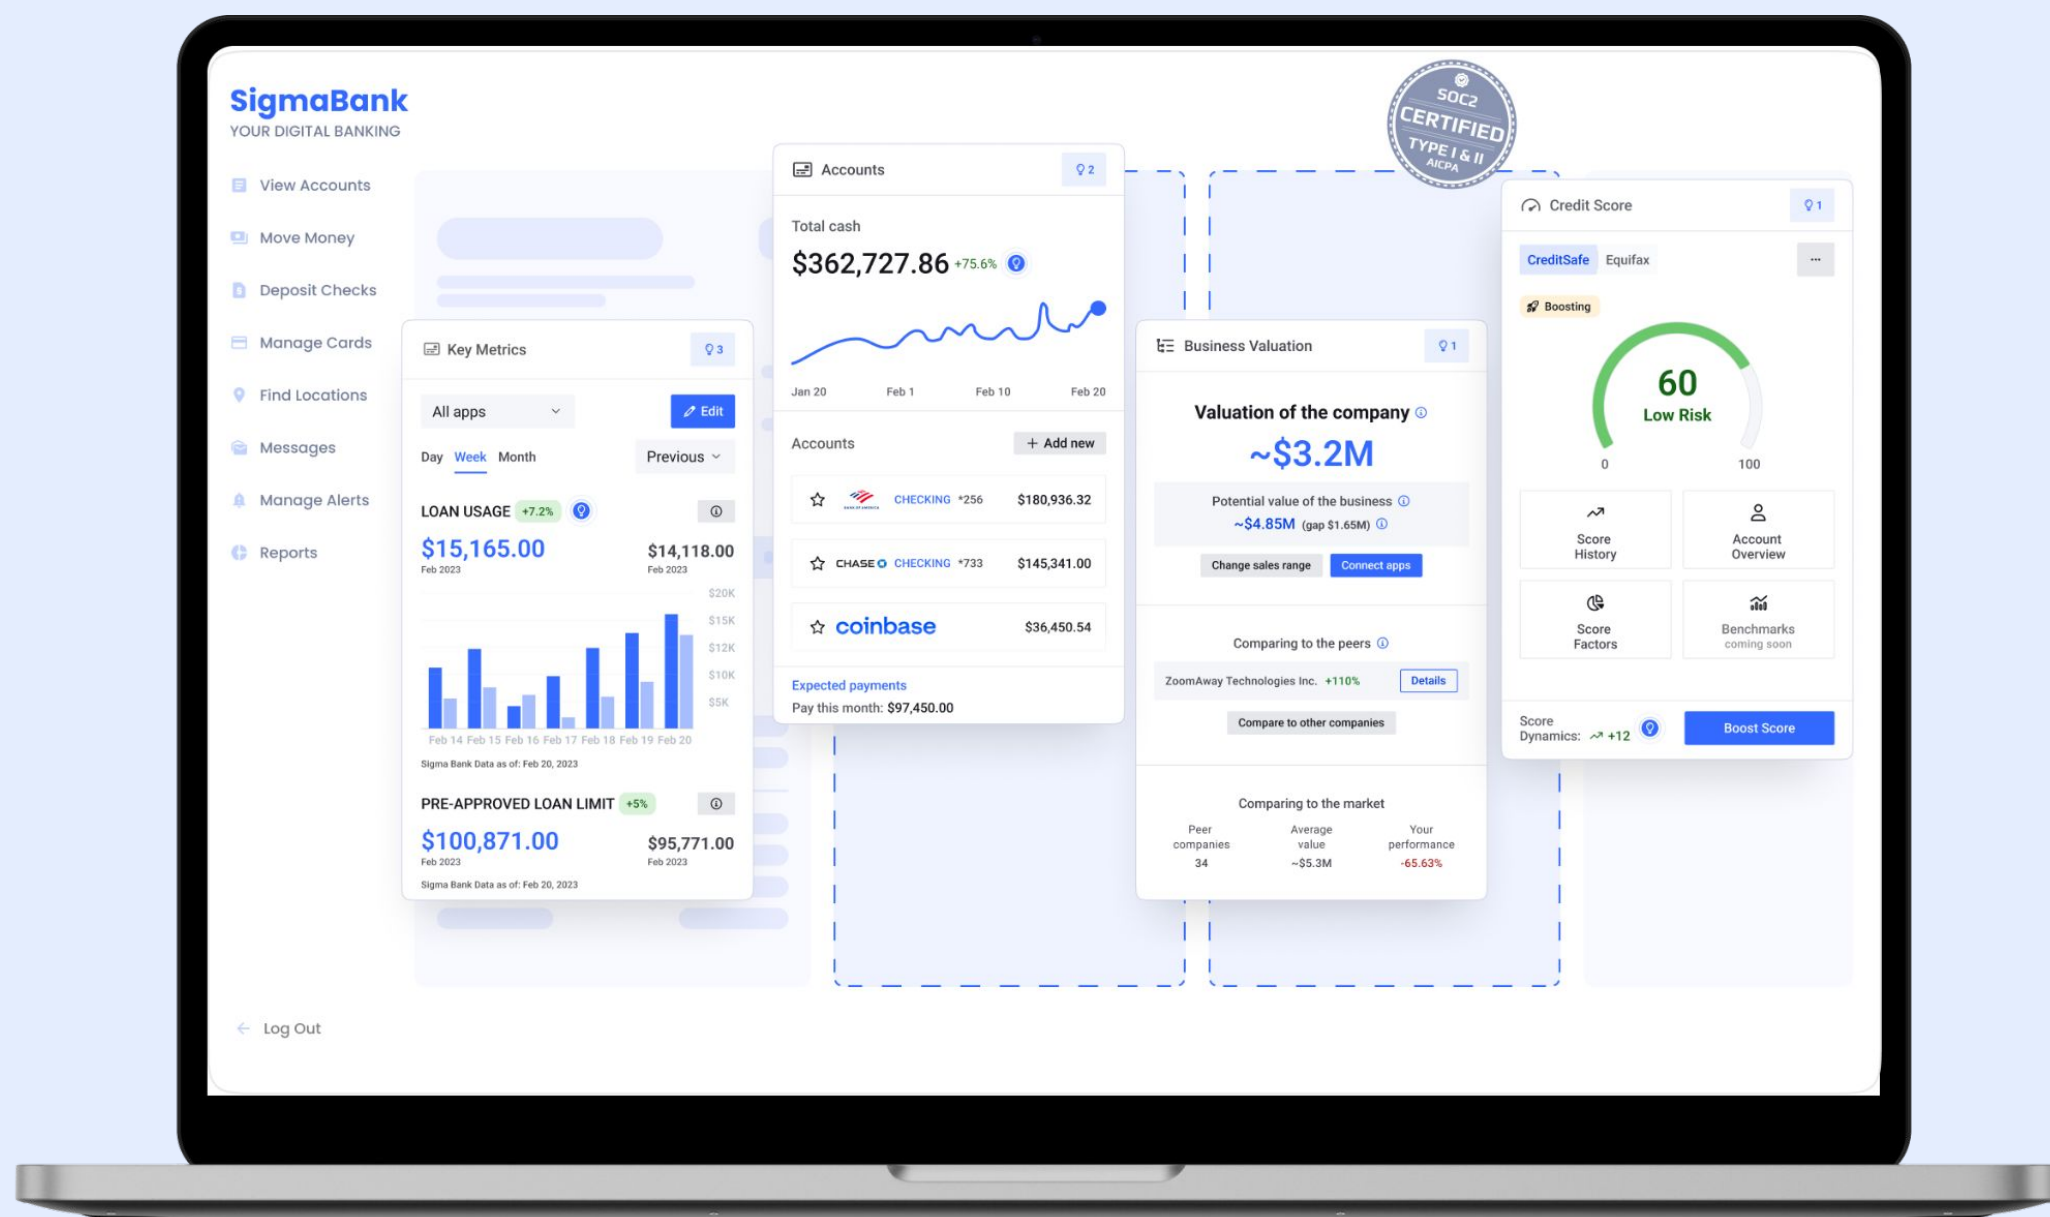 SigmaBank
YOUR DIGITAL BANKING
View Accounts
Move Money
Deposit Checks
Manage Cards
Find Locations
Messages
Manage Alerts
Reports
Log Out
Key Metrics
3
All apps
Edit
Day Week Month
Previous
LOAN USAGE +7.2%
$15,165.00 $14,118.00
Feb 2023 Feb 2023
$20K
$15K
$12K
$10K
$5K
Feb 14 Feb 15 Feb 16 Feb 17 Feb 18 Feb 19 Feb 20
Sigma Bank Data as of: Feb 20, 2023
PRE-APPROVED LOAN LIMIT +5%
$100,871.00 $95,771.00
Feb 2023 Feb 2023
Sigma Bank Data as of: Feb 20, 2023
Accounts
2
Total cash
$362,727.86 +75.6%
Jan 20 Feb 1 Feb 10 Feb 20
Accounts
+ Add new
BANK OF AMERICA CHECKING *256 $180,936.32
CHASE CHECKING *733 $145,341.00
coinbase $36,450.54
Expected payments
Pay this month: $97,450.00
Business Valuation
1
Valuation of the company
~$3.2M
Potential value of the business
~$4.85M (gap $1.65M)
Change sales range Connect apps
Comparing to the peers
ZoomAway Technologies Inc. +110% Details
Compare to other companies
Comparing to the market
Peer Average Your
companies value performance
34 ~$5.3M -65.63%
SOC2
CERTIFIED
TYPE I & II
AICPA
Credit Score
1
CreditSafe Equifax
...
Boosting
60
Low Risk
0 100
Score Account
History Overview
Score Benchmarks
Factors coming soon
Score
Dynamics: +12
Boost Score